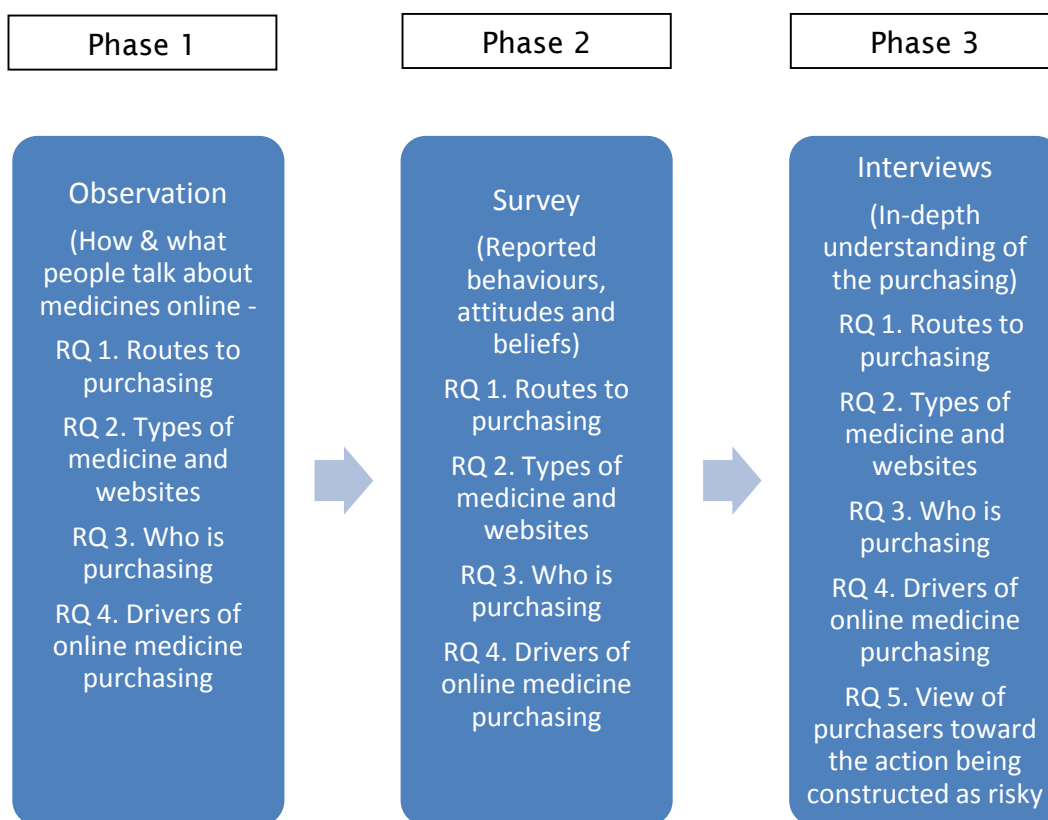 Phase 1
Phase 2
Phase 3
Observation
(How & what
people talk about
medicines online -
RQ 1. Routes to
purchasing
RQ 2. Types of
medicine and
websites
RQ 3. Who is
purchasing
RQ 4. Drivers of
online medicine
purchasing
Survey
(Reported
behaviours,
attitudes and
beliefs)
RQ 1. Routes to
purchasing
RQ 2. Types of
medicine and
websites
RQ 3. Who is
purchasing
RQ 4. Drivers of
online medicine
purchasing
Interviews
(In-depth
understanding of
the purchasing)
RQ 1. Routes to
purchasing
RQ 2. Types of
medicine and
websites
RQ 3. Who is
purchasing
RQ 4. Drivers of
online medicine
purchasing
RQ 5. View of
purchasers toward
the action being
constructed as risky